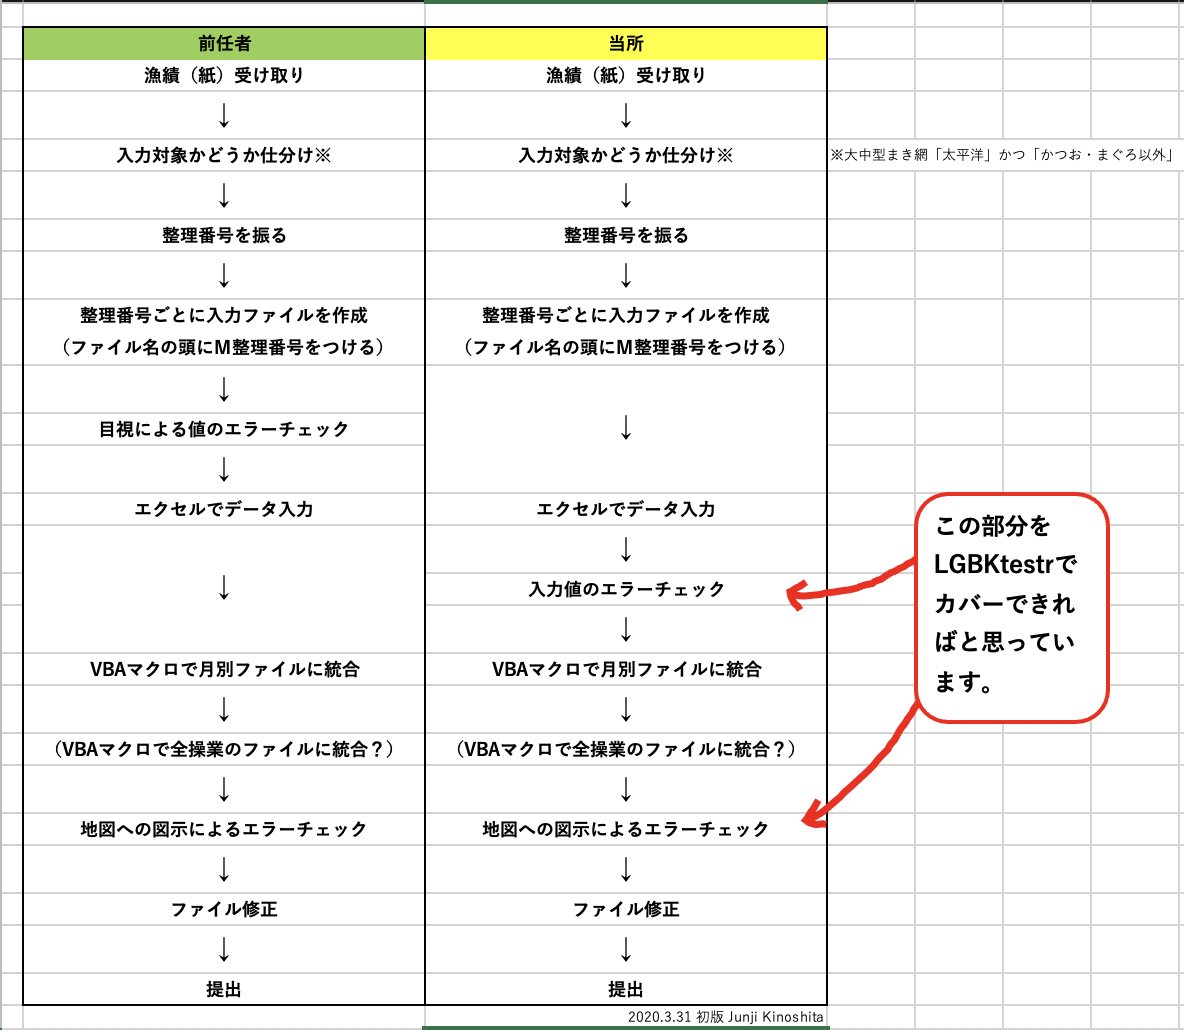 前任者
当所
漁績（紙）受け取り
漁績（紙）受け取り
↓
↓
入力対象かどうか仕分け※
入力対象かどうか仕分け※
※大中型まき網「太平洋」かつ「かつお・まぐろ以外」
↓
↓
整理番号を振る
整理番号を振る
↓
↓
整理番号ごとに入力ファイルを作成
（ファイル名の頭にM整理番号をつける）
整理番号ごとに入力ファイルを作成
（ファイル名の頭にM整理番号をつける）
↓
↓
目視による値のエラーチェック
↓
エクセルでデータ入力
エクセルでデータ入力
↓
↓
入力値のエラーチェック
↓
この部分を
LGBKtestrで
カバーできれ
ばと思ってい
ます。
VBAマクロで月別ファイルに統合
VBAマクロで月別ファイルに統合
↓
↓
（VBAマクロで全操業のファイルに統合？）
（VBAマクロで全操業のファイルに統合？）
↓
↓
地図への図示によるエラーチェック
地図への図示によるエラーチェック
↓
↓
ファイル修正
ファイル修正
↓
↓
提出
提出
2020.3.31 初版 Junji Kinoshita